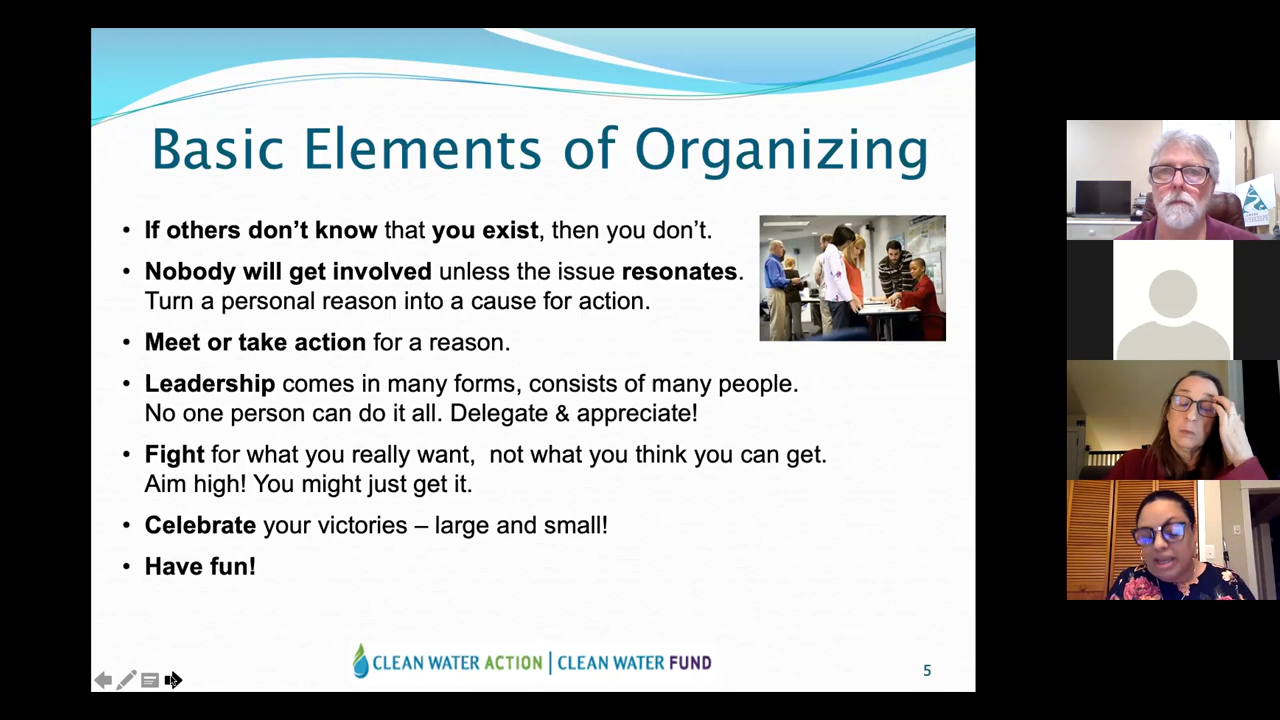 Basic Elements of Organizing
• If others don’t know that you exist, then you don’t.
• Nobody will get involved unless the issue resonates.
Turn a personal reason into a cause for action.
• Meet or take action for a reason.
• Leadership comes in many forms, consists of many people.
No one person can do it all. Delegate & appreciate!
• Fight for what you really want,  not what you think you can get.
Aim high! You might just get it.
• Celebrate your victories – large and small!
• Have fun!
CLEAN WATER ACTION | CLEAN WATER FUND
5